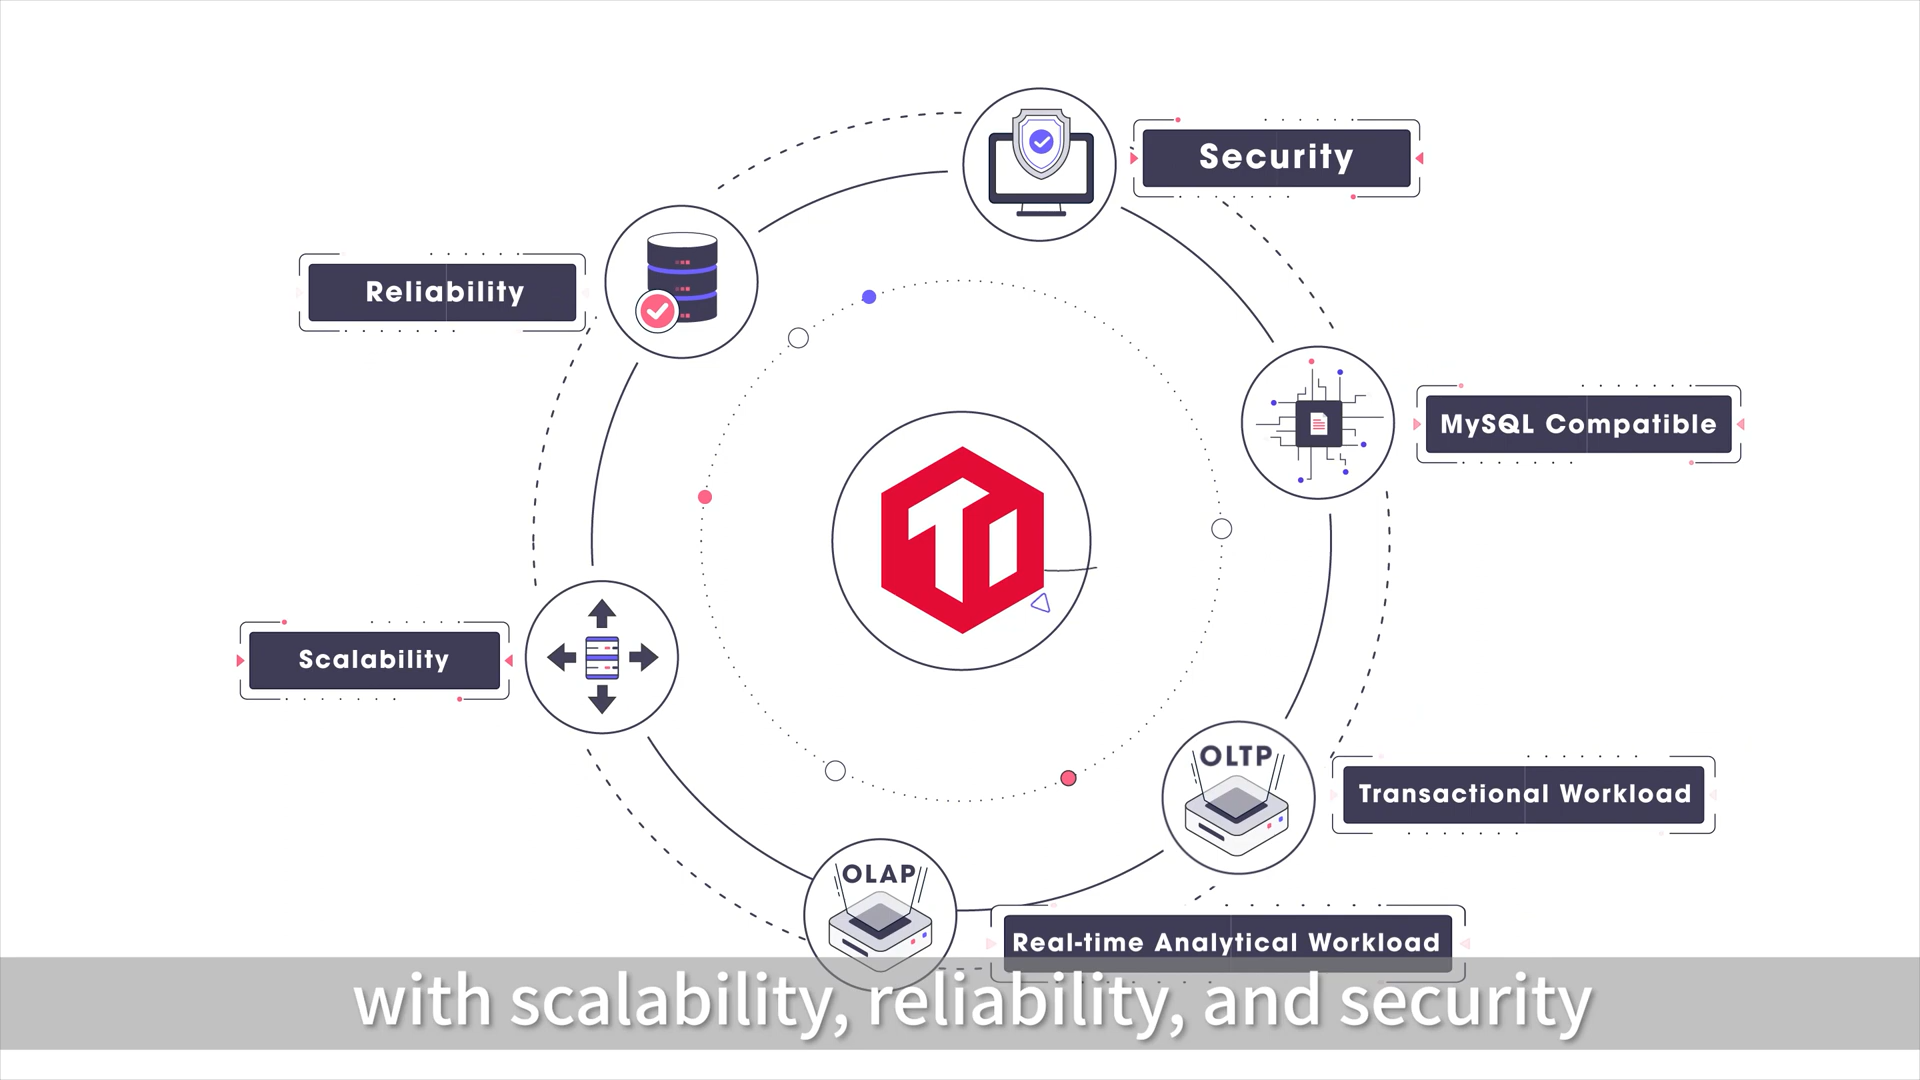 Security
Reliability
MySQL Compatible
Scalability
OLTP
Transactional Workload
OLAP
Real-time Analytical Workload
with scalability, reliability, and security